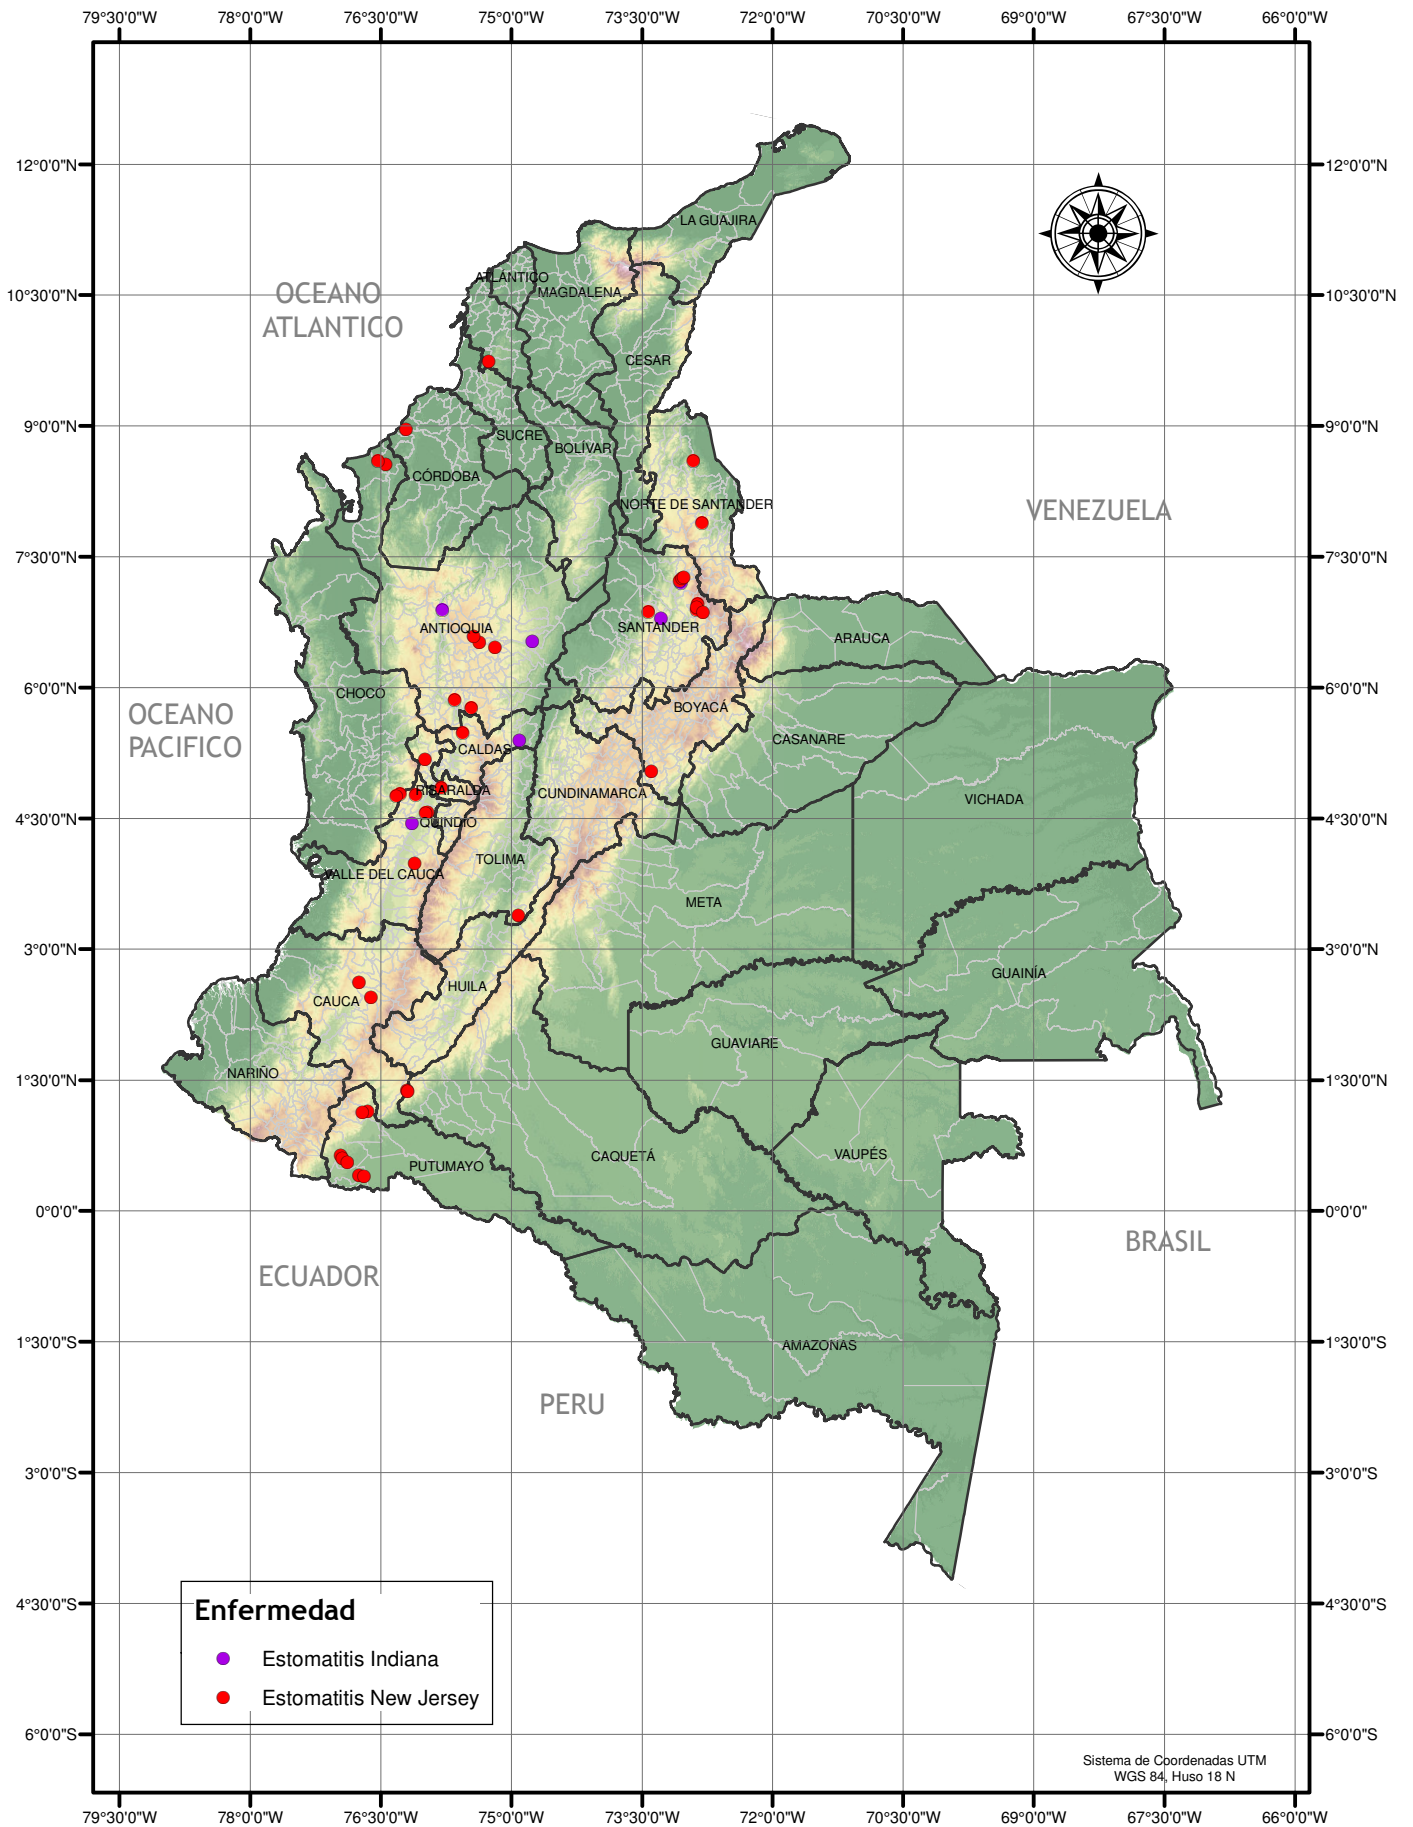 79°30'0"W 78°0'0"W 76°30'0"W 75°0'0"W 73°30'0"W 72°0'0"W 70°30'0"W 69°0'0"W 67°30'0"W 66°0'0"W
12°0'0"N 12°0'0"N
LA GUAJIRA
ATLANTICO
MAGDALENA
10°30'0"N 10°30'0"N
OCEANO
ATLANTICO
CESAR
9°0'0"N 9°0'0"N
SUCRE
BOLÍVAR
CÓRDOBA
NORTE DE SANTANDER
VENEZUELA
7°30'0"N 7°30'0"N
ANTIOQUIA
SANTANDER
ARAUCA
6°0'0"N 6°0'0"N
CHOCO
BOYACÁ
OCEANO
PACIFICO
CASANARE
CALDAS
RISARALDA
CUNDINAMARCA
VICHADA
4°30'0"N 4°30'0"N
QUINDIO
TOLIMA
VALLE DEL CAUCA
META
3°0'0"N 3°0'0"N
GUAINÍA
HUILA
CAUCA
GUAVIARE
NARIÑO
1°30'0"N 1°30'0"N
CAQUETÁ
VAUPÉS
PUTUMAYO
0°0'0" 0°0'0"
BRASIL
ECUADOR
1°30'0"S 1°30'0"S
AMAZONAS
PERU
3°0'0"S 3°0'0"S
4°30'0"S 4°30'0"S
Enfermedad
Estomatitis Indiana
Estomatitis New Jersey
6°0'0"S 6°0'0"S
Sistema de Coordenadas UTM
WGS 84, Huso 18 N
79°30'0"W 78°0'0"W 76°30'0"W 75°0'0"W 73°30'0"W 72°0'0"W 70°30'0"W 69°0'0"W 67°30'0"W 66°0'0"W